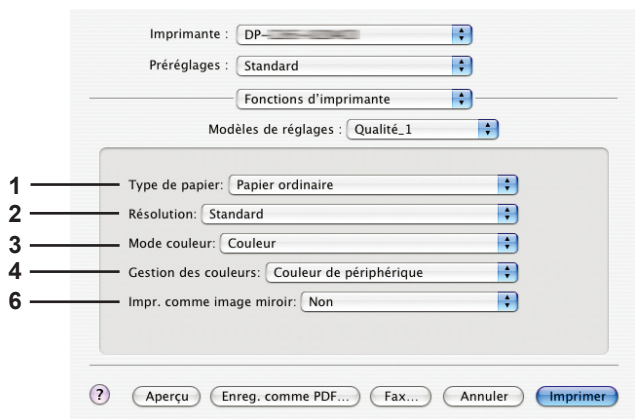 Imprimante : DP-
Préréglages : Standard
Fonctions d'imprimante
Modèles de réglages : Qualité_1
1 Type de papier: Papier ordinaire
2 Résolution: Standard
3 Mode couleur: Couleur
4 Gestion des couleurs: Couleur de périphérique
6 Impr. comme image miroir: Non
? Aperçu Enreg. comme PDF... Fax... Annuler Imprimer